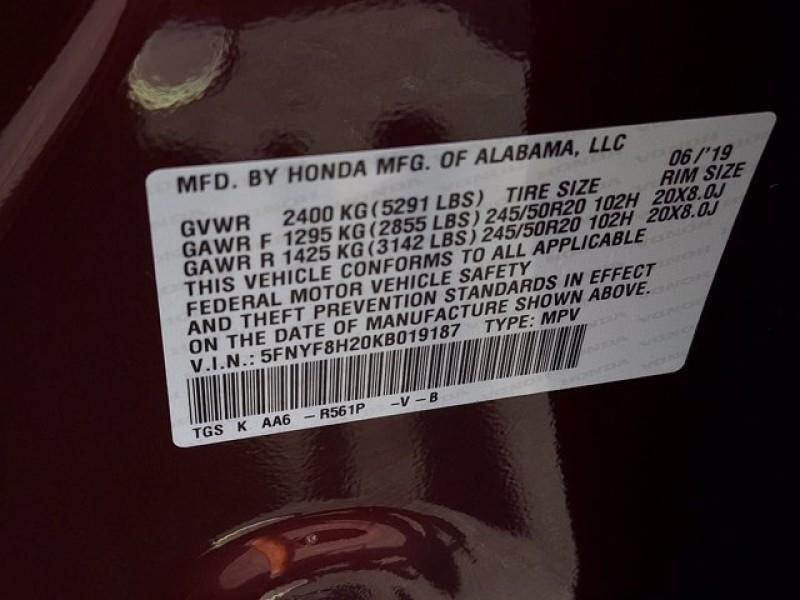 MFD. BY HONDA MFG. OF ALABAMA, LLC 06/'19
GVWR 2400 KG (5291 LBS) TIRE SIZE RIM SIZE
GAWR F 1295 KG (2855 LBS) 245/50R20 102H 20X8.0J
GAWR R 1425 KG (3142 LBS) 245/50R20 102H 20X8.0J
THIS VEHICLE CONFORMS TO ALL APPLICABLE
FEDERAL MOTOR VEHICLE SAFETY
AND THEFT PREVENTION STANDARDS IN EFFECT
ON THE DATE OF MANUFACTURE SHOWN ABOVE.
V.I.N.: 5FNYF8H20KB019187 TYPE: MPV
TGS K AA6 - R561P -V - B